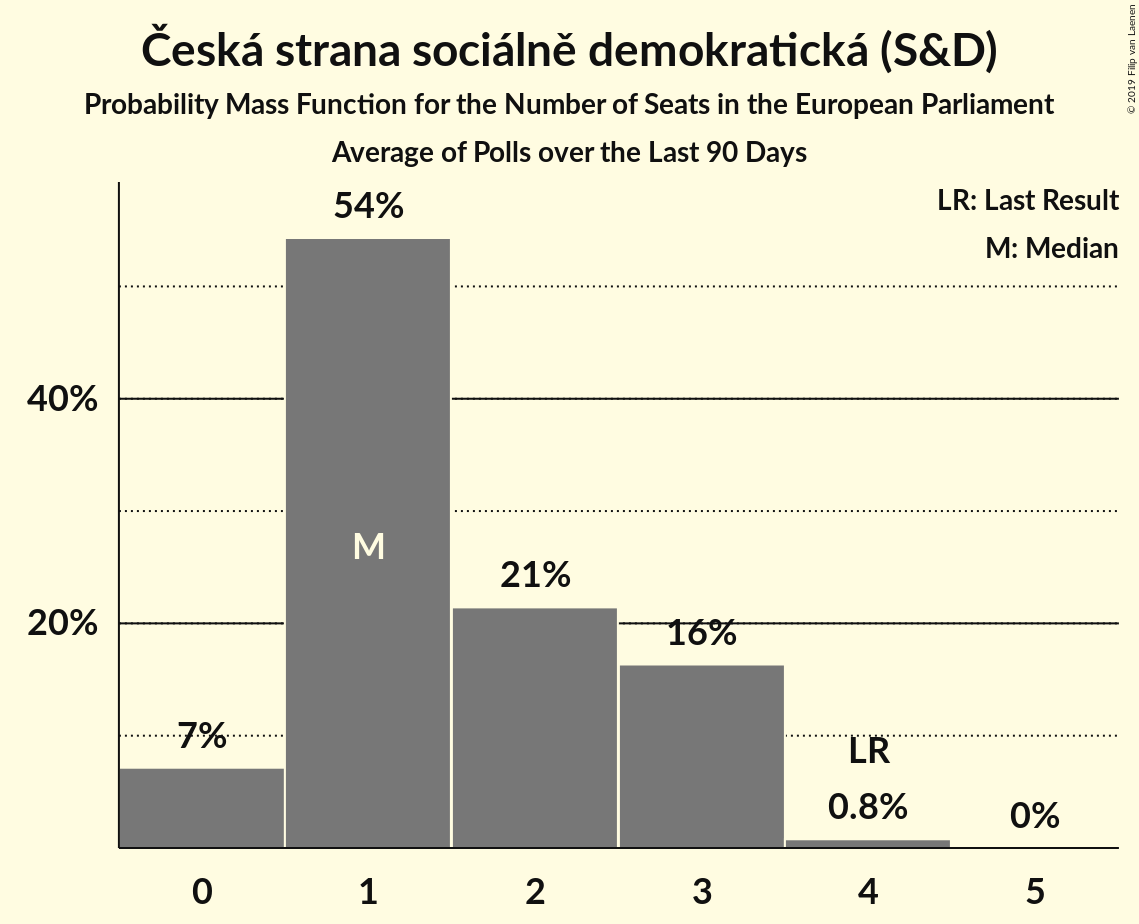 Česká strana sociálně demokratická (S&D)
Probability Mass Function for the Number of Seats in the European Parliament
Average of Polls over the Last 90 Days
© 2019 Filip van Laenen
LR: Last Result
M: Median
54%
40%
M
21%
20%
16%
7%
LR
0.8%
0%
0 1 2 3 4 5